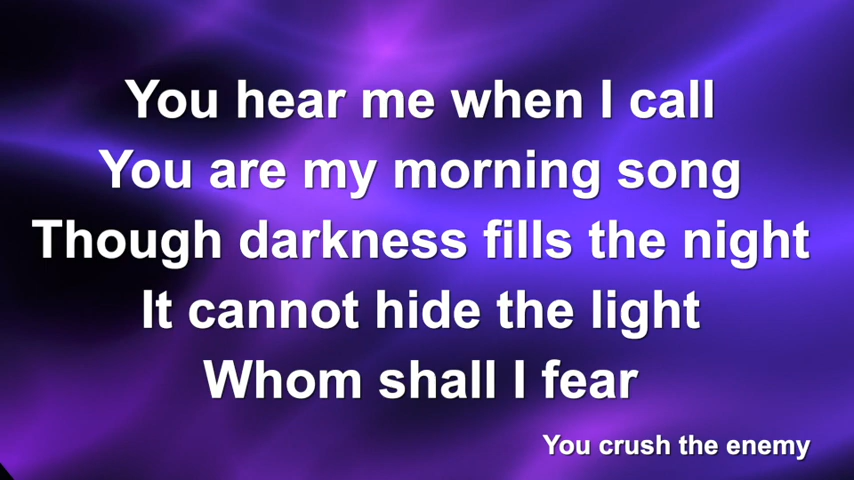 You hear me when I call
You are my morning song
Though darkness fills the night
It cannot hide the light
Whom shall I fear
You crush the enemy